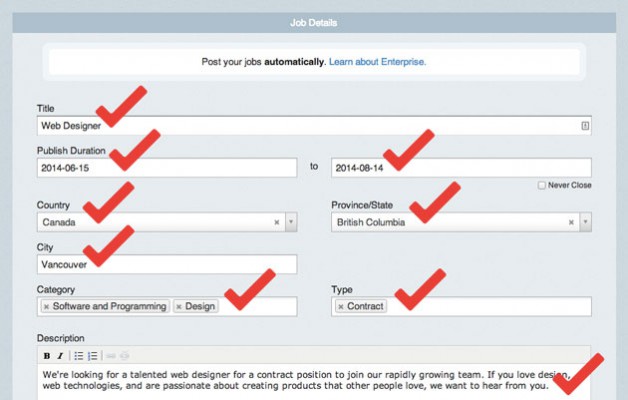 Job Details
Post your jobs automatically. Learn about Enterprise.
Title
Web Designer
Publish Duration
2014-06-15 to 2014-08-14
Never Close
Country Province/State
Canada British Columbia
City
Vancouver
Category Type
Software and Programming Design Contract
Description
B I
We're looking for a talented web designer for a contract position to join our rapidly growing team. If you love design,
web technologies, and are passionate about creating products that other people love, we want to hear from you.